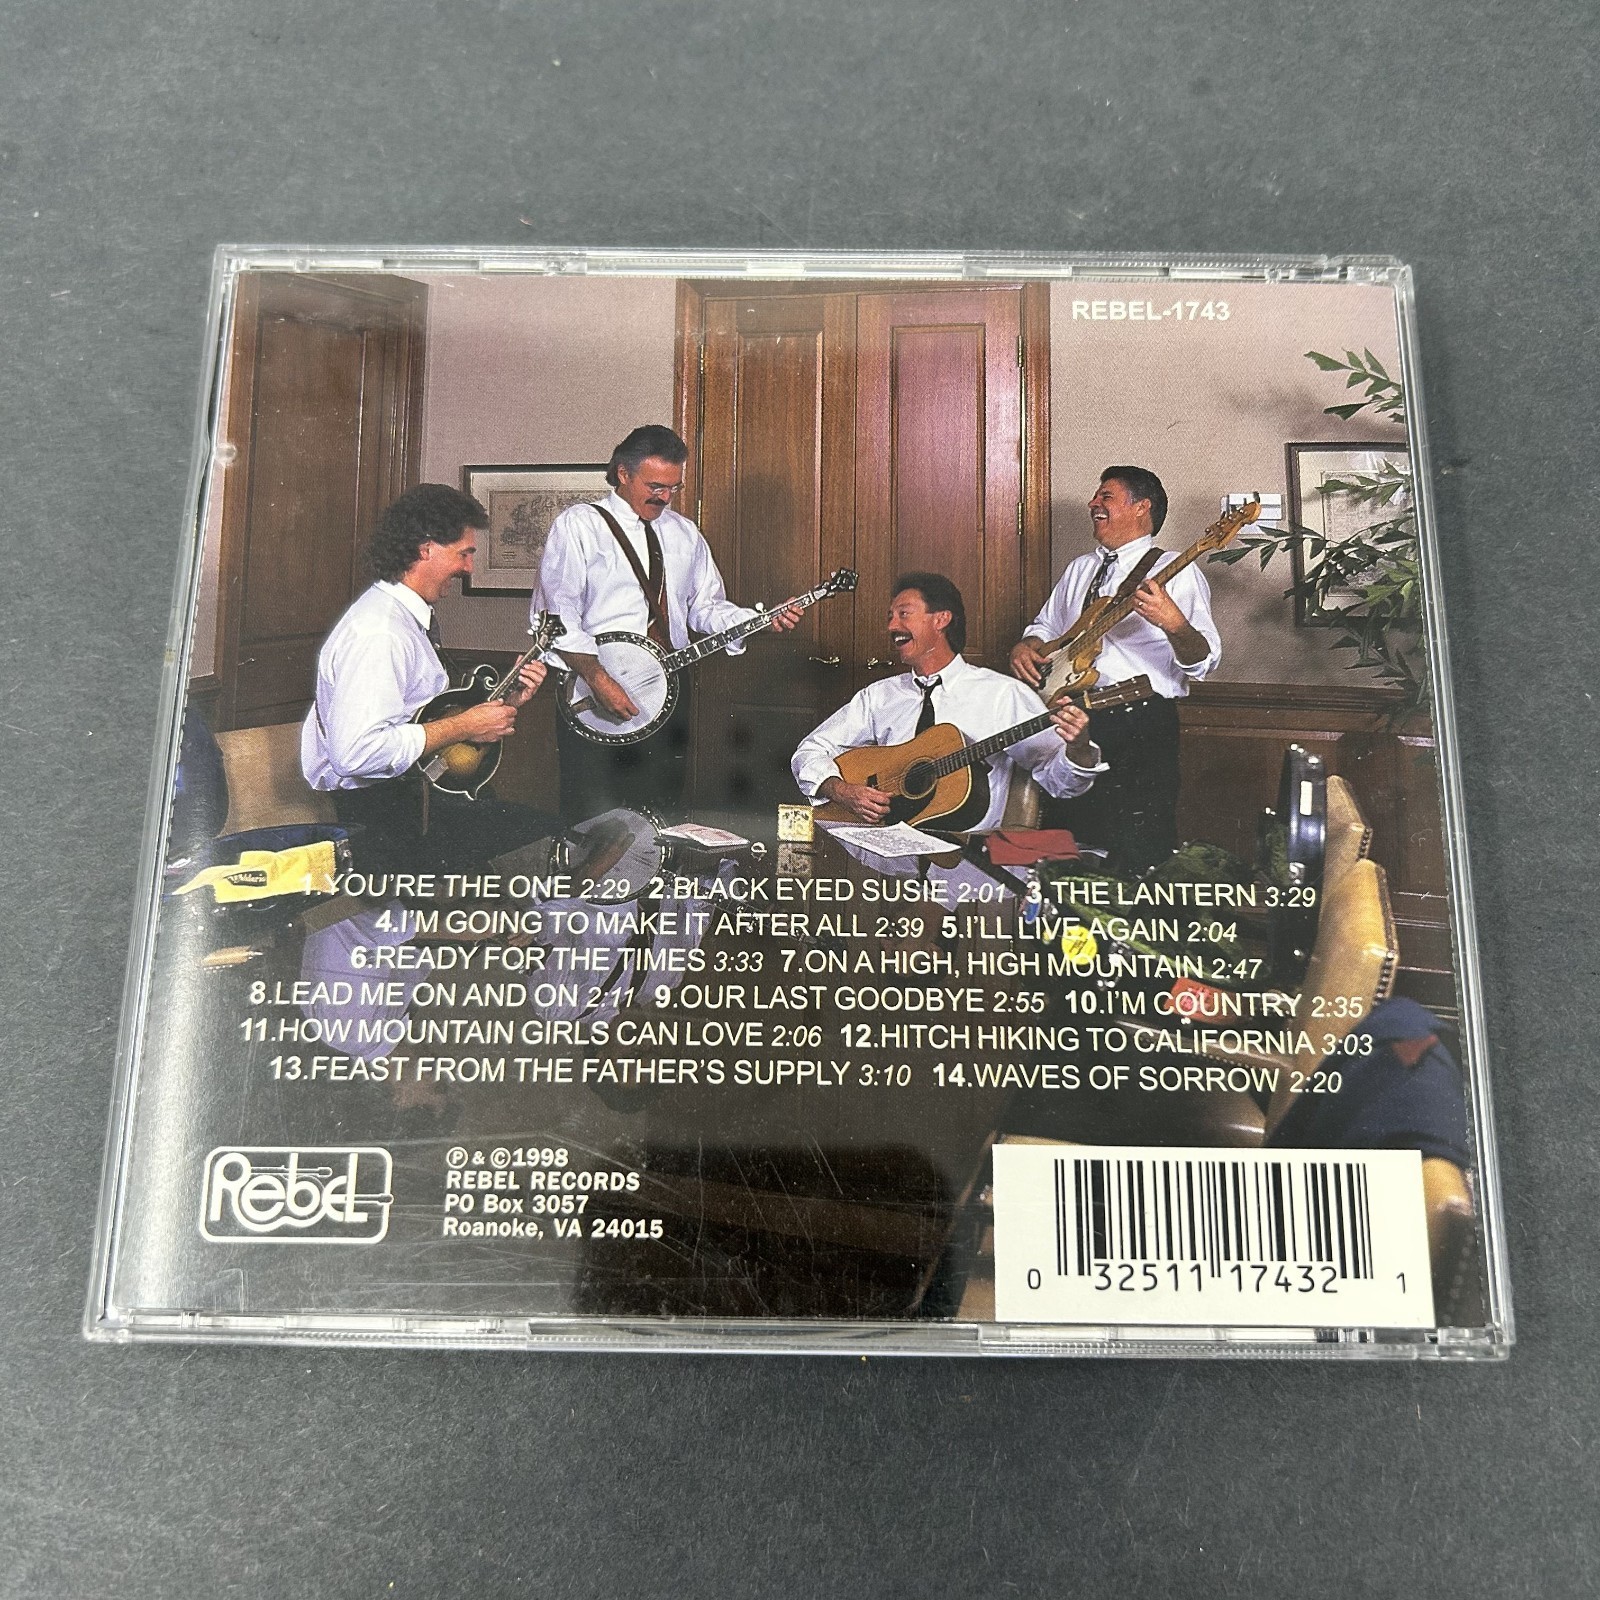 REBEL-1743
1.YOU'RE THE ONE 2:29 2.BLACK EYED SUSIE 2:01 3.THE LANTERN 3:29
4.I'M GOING TO MAKE IT AFTER ALL 2:39 5.I'LL LIVE AGAIN 2:04
6.READY FOR THE TIMES 3:33 7.ON A HIGH, HIGH MOUNTAIN 2:47
8.LEAD ME ON AND ON 2:11 9.OUR LAST GOODBYE 2:55 10.I'M COUNTRY 2:35
11.HOW MOUNTAIN GIRLS CAN LOVE 2:06 12.HITCH HIKING TO CALIFORNIA 3:03
13.FEAST FROM THE FATHER'S SUPPLY 3:10 14.WAVES OF SORROW 2:20
Rebel
℗ & ©1998
REBEL RECORDS
PO Box 3057
Roanoke, VA 24015
0 32511 17432 1